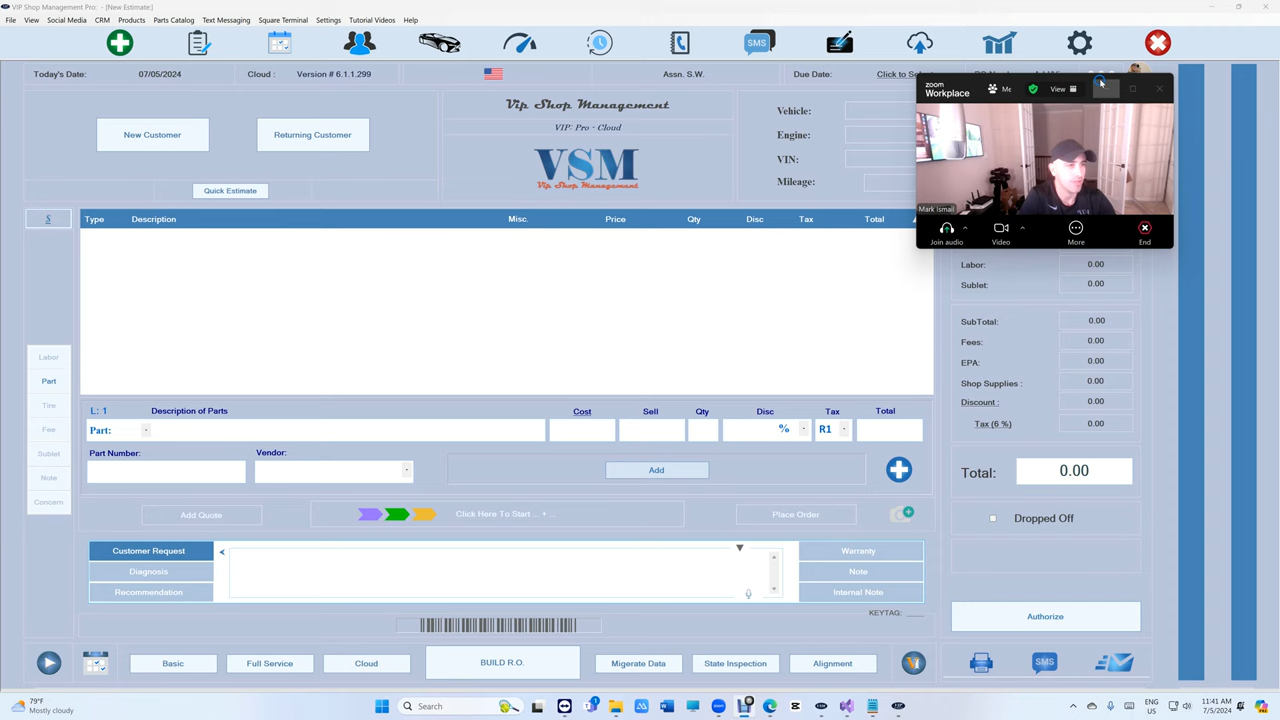 VIP Shop Management Pro: - [New Estimate:]
File View Social Media CRM Products Parts Catalog Text Messaging Square Terminal Settings Tutorial Videos Help
SMS
Today's Date: 07/05/2024 Cloud : Version # 6.1.1.299 Assn. S.W. Due Date:
zoom
Workplace
View
Mark Ismail
Join audio Video More End
New Customer Returning Customer
Quick Estimate
Vip Shop Management
VIP: Pro - Cloud
VSM
Vip Shop Management
Vehicle:
Engine:
VIN:
Mileage:
S Type Description Misc. Price Qty Disc Tax Total
Labor: 0.00
Sublet: 0.00
SubTotal: 0.00
Fees: 0.00
EPA: 0.00
Shop Supplies : 0.00
Discount : 0.00
Tax (6 %) 0.00
Total: 0.00
Dropped Off
Authorize
Labor
Part
Tire
Fee
Sublet
Note
Concern
L: 1 Description of Parts Cost Sell Qty Disc Tax Total
Part: % R1
Part Number: Vendor:
Add
Add Quote Click Here To Start ... + ... Place Order
Customer Request Warranty
Diagnosis Note
Recommendation Internal Note
KEYTAG: ____
Basic Full Service Cloud BUILD R.O. Migerate Data State Inspection Alignment
SMS
79°F
Mostly cloudy
Search
ENG
US
11:41 AM
7/5/2024